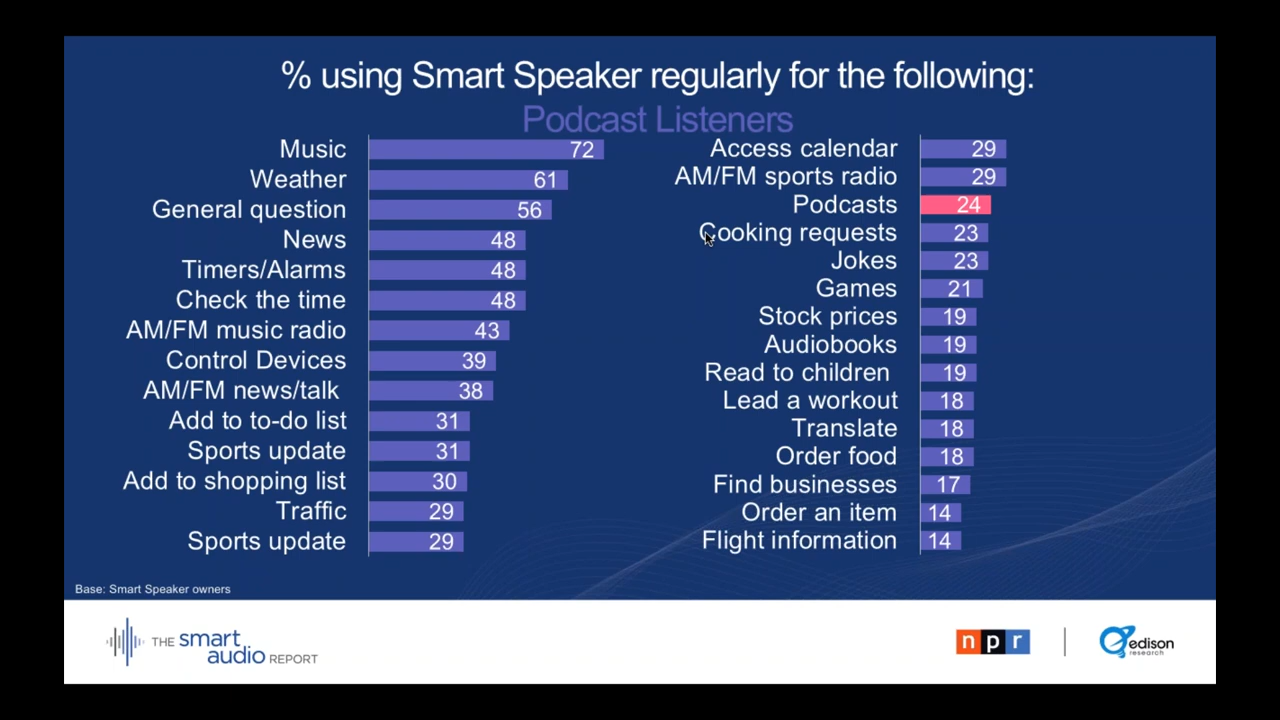 % using Smart Speaker regularly for the following:
Podcast Listeners
Music 72
Weather 61
General question 56
News 48
Timers/Alarms 48
Check the time 48
AM/FM music radio 43
Control Devices 39
AM/FM news/talk 38
Add to to-do list 31
Sports update 31
Add to shopping list 30
Traffic 29
Sports update 29
Access calendar 29
AM/FM sports radio 29
Podcasts 24
Cooking requests 23
Jokes 23
Games 21
Stock prices 19
Audiobooks 19
Read to children 19
Lead a workout 18
Translate 18
Order food 18
Find businesses 17
Order an item 14
Flight information 14
Base: Smart Speaker owners
THE smart
audio REPORT
npr
edison
research